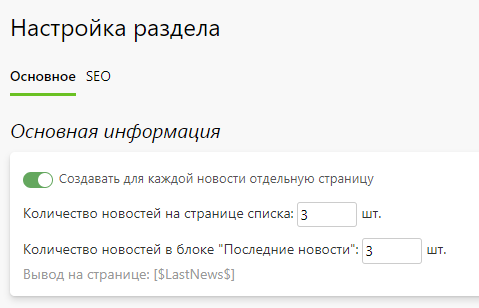 Настройка раздела
Основное SEO
Основная информация
Создавать для каждой новости отдельную страницу
Количество новостей на странице списка: 3 шт.
Количество новостей в блоке "Последние новости": 3 шт.
Вывод на странице: [$LastNews$]